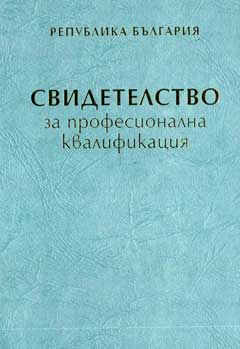 РЕПУБЛИКА БЪЛГАРИЯ
СВИДЕТЕЛСТВО
за професионална
квалификация